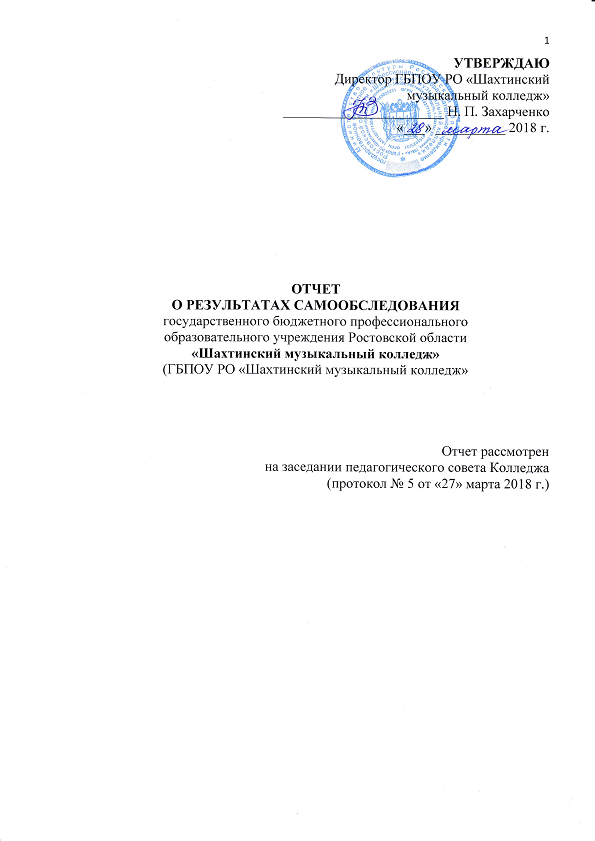 1
УТВЕРЖДАЮ
Директор ГБПОУ РО «Шахтинский
музыкальный колледж»
Н. П. Захарченко
«28» марта 2018 г.
ОТЧЕТ
О РЕЗУЛЬТАТАХ САМООБСЛЕДОВАНИЯ
государственного бюджетного профессионального
образовательного учреждения Ростовской области
«Шахтинский музыкальный колледж»
(ГБПОУ РО «Шахтинский музыкальный колледж»
Отчет рассмотрен
на заседании педагогического совета Колледжа
(протокол № 5 от «27» марта 2018 г.)